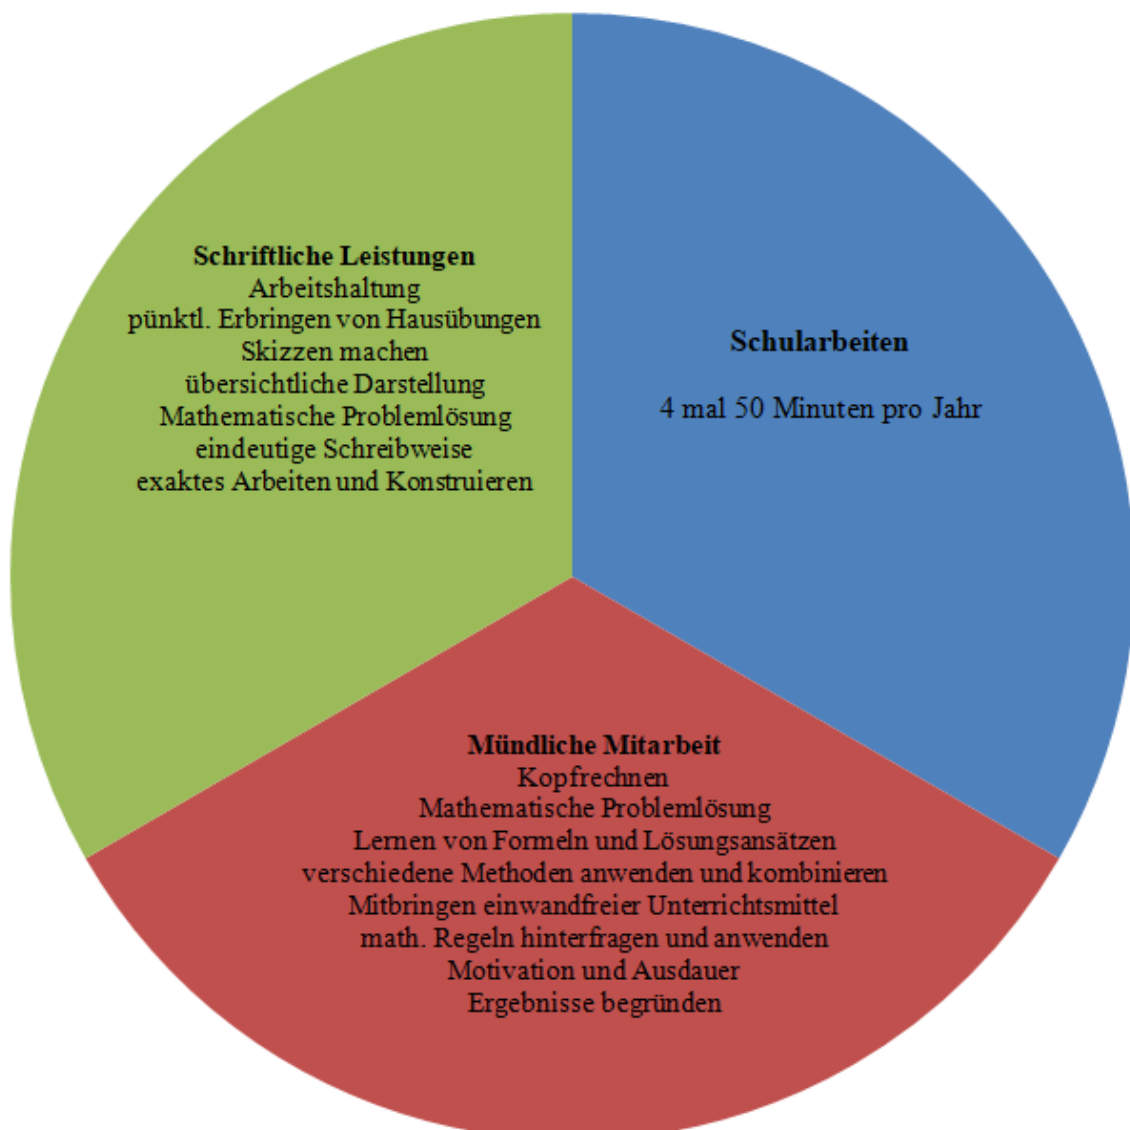 Schriftliche Leistungen
Arbeitshaltung
pünktl. Erbringen von Hausübungen
Skizzen machen
übersichtliche Darstellung
Mathematische Problemlösung
eindeutige Schreibweise
exaktes Arbeiten und Konstruieren
Schularbeiten
4 mal 50 Minuten pro Jahr
Mündliche Mitarbeit
Kopfrechnen
Mathematische Problemlösung
Lernen von Formeln und Lösungsansätzen
verschiedene Methoden anwenden und kombinieren
Mitbringen einwandfreier Unterrichtsmittel
math. Regeln hinterfragen und anwenden
Motivation und Ausdauer
Ergebnisse begründen